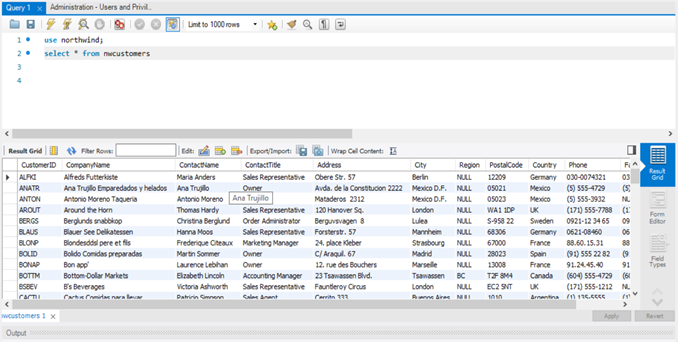 Query 1 × Administration - Users and Privil...
Limit to 1000 rows
1 use northwind;
2 select * from nwcustomers
3
4
Result Grid Filter Rows: Edit: Export/Import: Wrap Cell Content:
CustomerID CompanyName ContactName ContactTitle Address City Region PostalCode Country Phone Fa
ALFKI Alfreds Futterkiste Maria Anders Sales Representative Obere Str. 57 Berlin NULL 12209 Germany 030-0074321 03
ANATR Ana Trujillo Emparedados y helados Ana Trujillo Owner Avda. de la Constitucion 2222 Mexico D.F. NULL 05021 Mexico (5) 555-4729 (5)
ANTON Antonio Moreno Taqueria Antonio Moreno Owner Mataderos 2312 Mexico D.F. NULL 05023 Mexico (5) 555-3932 NL
Ana Trujillo
AROUT Around the Horn Thomas Hardy Sales Representative 120 Hanover Sq. London NULL WA1 1DP UK (171) 555-7788 (1
BERGS Berglunds snabbkop Christina Berglund Order Administrator Berguvsvagen 8 Lulea NULL S-958 22 Sweden 0921-12 34 65 09
BLAUS Blauer See Delikatessen Hanna Moos Sales Representative Forsterstr. 57 Mannheim NULL 68306 Germany 0621-08460 06
BLONP Blondesddsl pere et fils Frederique Citeaux Marketing Manager 24. place Kleber Strasbourg NULL 67000 France 88.60.15.31 88
BOLID Bolido Comidas preparadas Martin Sommer Owner C/ Araquil. 67 Madrid NULL 28023 Spain (91) 555 22 82 (9
BONAP Bon app' Laurence Lebihan Owner 12. rue des Bouchers Marseille NULL 13008 France 91.24.45.40 91
BOTTM Bottom-Dollar Markets Elizabeth Lincoln Accounting Manager 23 Tsawassen Blvd. Tsawassen BC T2F 8M4 Canada (604) 555-4729 (6
BSBEV B's Beverages Victoria Ashworth Sales Representative Fauntleroy Circus London NULL EC2 5NT UK (171) 555-1212 NL
CACTU Cactus Comidas para llevar Patricio Simpson Sales Agent Cerrito 333 Buenos Aires NULL 1010 Argentina (1) 135-5555 (1
Result Grid
Form Editor
Field Types
nwcustomers 1 × Apply Revert
Output